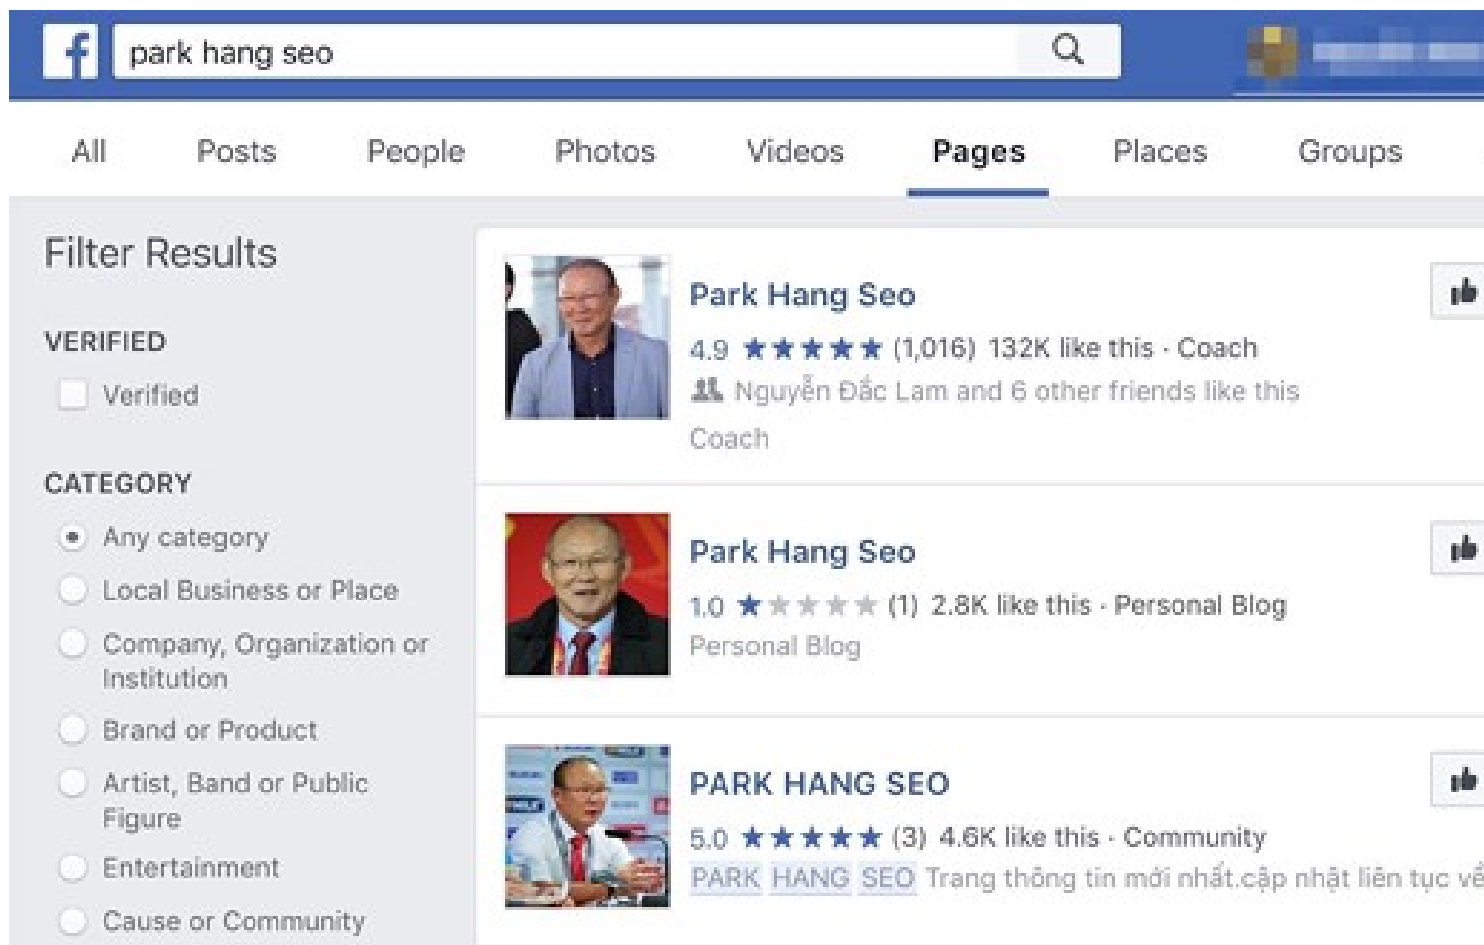 park hang seo
All Posts People Photos Videos Pages Places Groups
Filter Results
VERIFIED
Verified
CATEGORY
Any category
Local Business or Place
Company, Organization or
Institution
Brand or Product
Artist, Band or Public
Figure
Entertainment
Cause or Community
Park Hang Seo
4.9 ★★★★★ (1,016) 132K like this · Coach
Nguyễn Đắc Lam and 6 other friends like this
Coach
Park Hang Seo
1.0 ★★★★★ (1) 2.8K like this · Personal Blog
Personal Blog
PARK HANG SEO
5.0 ★★★★★ (3) 4.6K like this · Community
PARK HANG SEO Trang thông tin mới nhất.cập nhật liên tục về